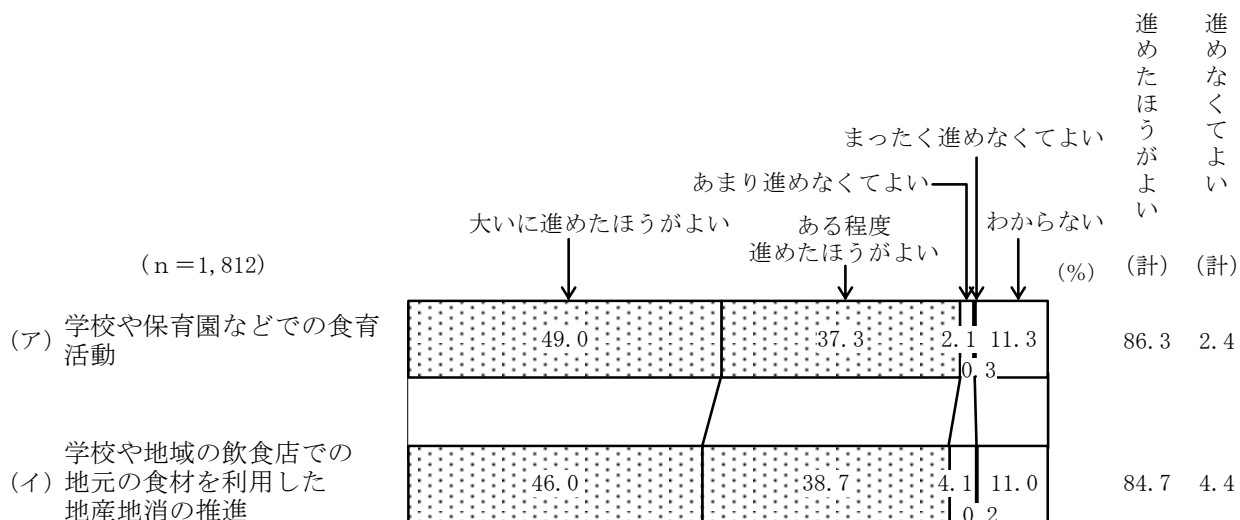 進めたほうがよい
進めなくてよい
まったく進めなくてよい
あまり進めなくてよい
大いに進めたほうがよい
ある程度
進めたほうがよい
わからない
(n=1,812)
(%)
(計)
(計)
(ア) 学校や保育園などでの食育
活動
49.0 37.3 2.1 11.3 86.3 2.4
0.3
学校や地域の飲食店での
(イ) 地元の食材を利用した
地産地消の推進
46.0 38.7 4.1 11.0 84.7 4.4
0.2